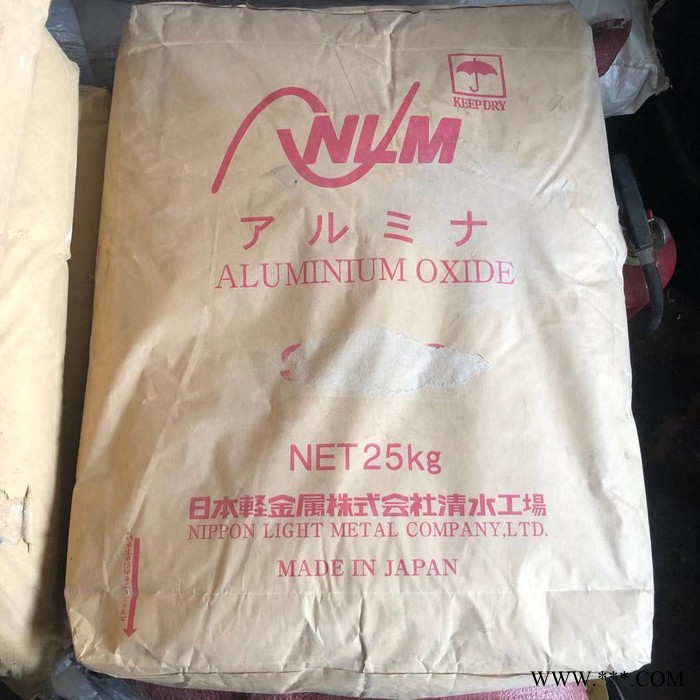 KEEP DRY
NLM
アルミナ
ALUMINIUM OXIDE
NET 25kg
日本軽金属株式会社清水工場
NIPPON LIGHT METAL COMPANY,LTD.
MADE IN JAPAN
WWW.***.COM